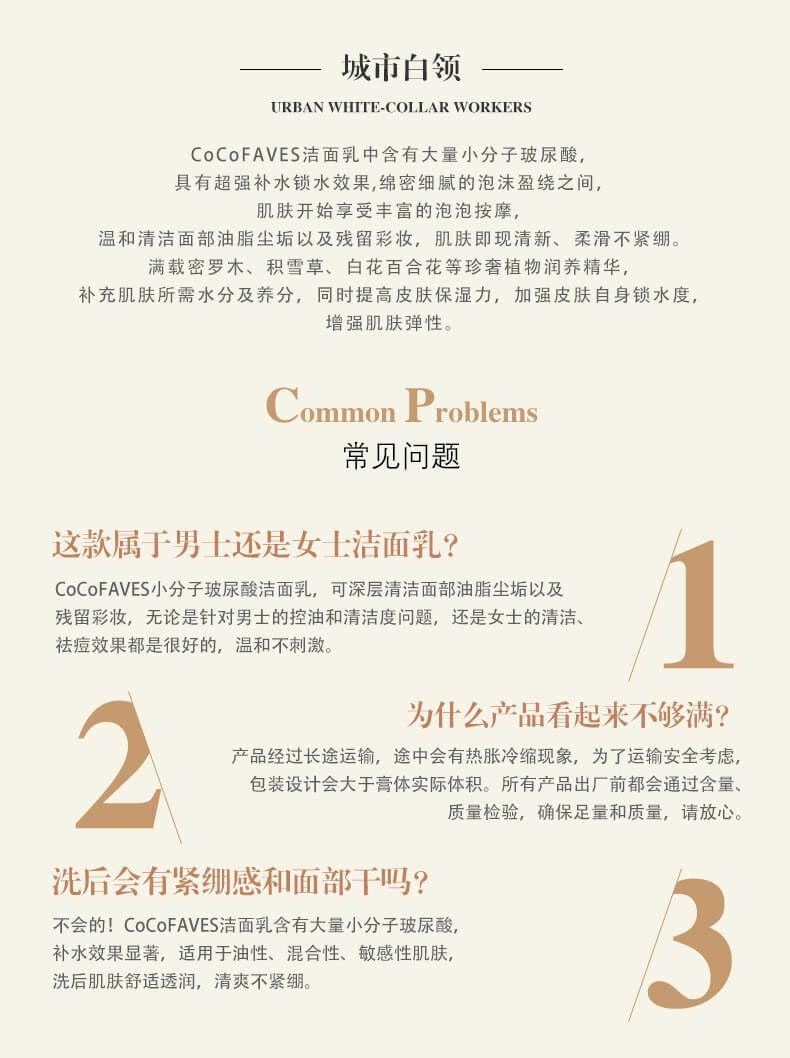 城市白领
URBAN WHITE-COLLAR WORKERS
CoCoFAVES洁面乳中含有大量小分子玻尿酸，
具有超强补水锁水效果,绵密细腻的泡沫盈绕之间，
肌肤开始享受丰富的泡泡按摩，
温和清洁面部油脂尘垢以及残留彩妆，肌肤即现清新、柔滑不紧绷。
满载密罗木、积雪草、白花百合花等珍奢植物润养精华，
补充肌肤所需水分及养分，同时提高皮肤保湿力，加强皮肤自身锁水度，
增强肌肤弹性。
Common Problems
常见问题
这款属于男士还是女士洁面乳？
1
CoCoFAVES小分子玻尿酸洁面乳，可深层清洁面部油脂尘垢以及
残留彩妆，无论是针对男士的控油和清洁度问题，还是女士的清洁、
祛痘效果都是很好的，温和不刺激。
2
为什么产品看起来不够满？
产品经过长途运输，途中会有热胀冷缩现象，为了运输安全考虑，
包装设计会大于膏体实际体积。所有产品出厂前都会通过含量、
质量检验，确保足量和质量，请放心。
洗后会有紧绷感和面部干吗？
3
不会的！CoCoFAVES洁面乳含有大量小分子玻尿酸，
补水效果显著，适用于油性、混合性、敏感性肌肤，
洗后肌肤舒适透润，清爽不紧绷。